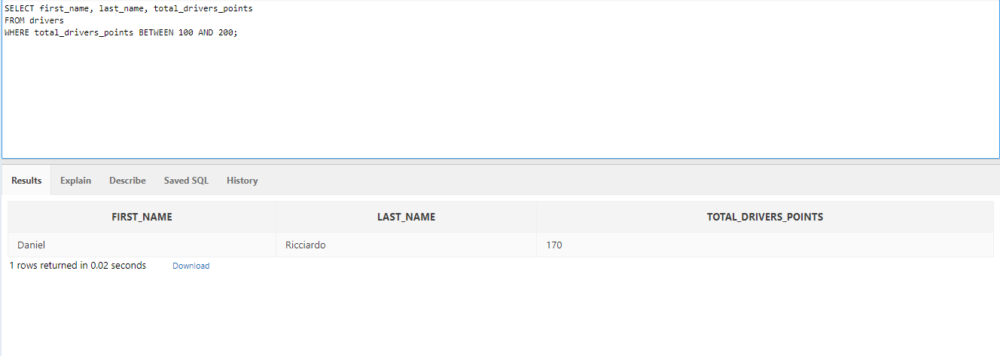 SELECT first_name, last_name, total_drivers_points
FROM drivers
WHERE total_drivers_points BETWEEN 100 AND 200;
Results Explain Describe Saved SQL History
FIRST_NAME LAST_NAME TOTAL_DRIVERS_POINTS
Daniel Ricciardo 170
1 rows returned in 0.02 seconds Download